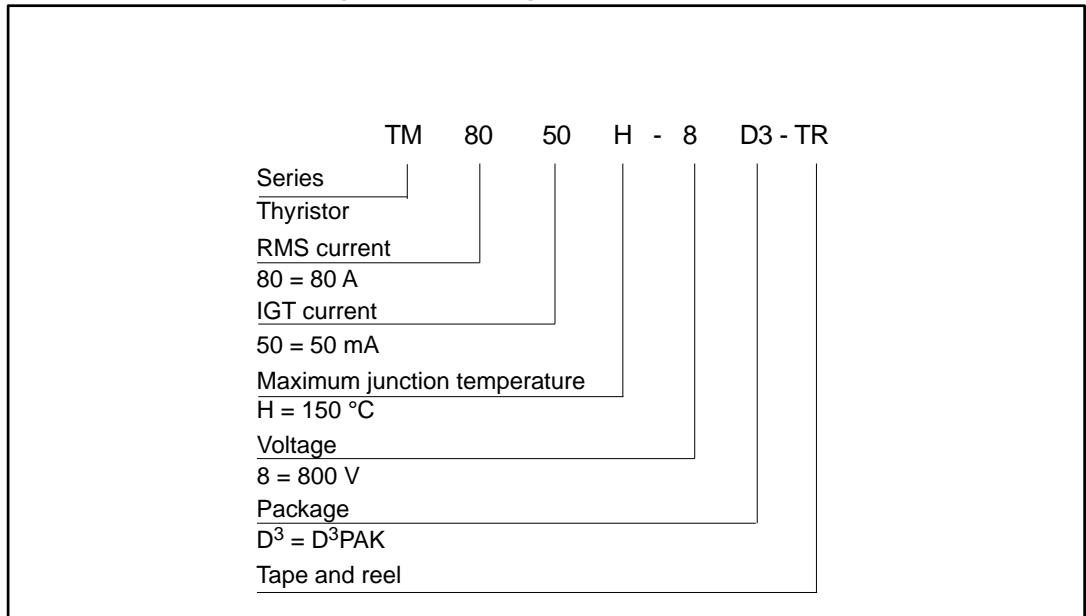 TM 80 50 H - 8 D3 - TR
Series
Thyristor
RMS current
80 = 80 A
IGT current
50 = 50 mA
Maximum junction temperature
H = 150 °C
Voltage
8 = 800 V
Package
D³ = D³PAK
Tape and reel